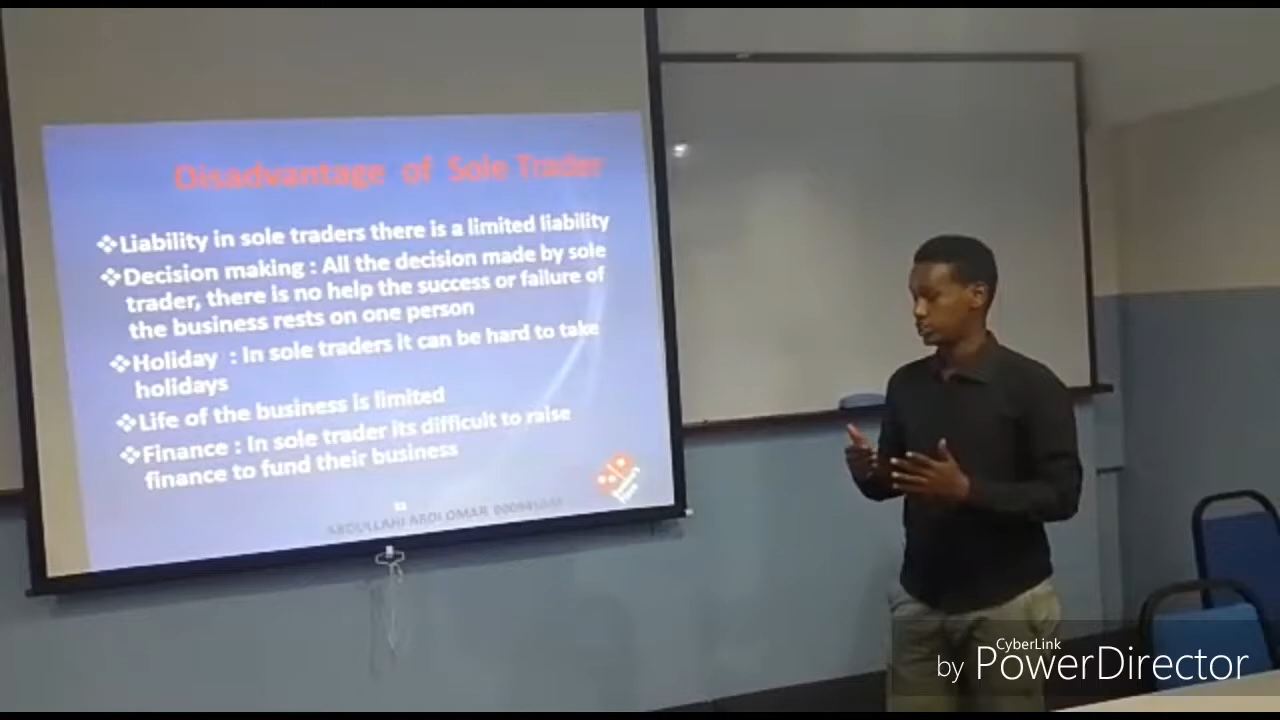 Disadvantage of Sole Trader
❖Liability in sole traders there is a limited liability
❖Decision making : All the decision made by sole
trader, there is no help the success or failure of
the business rests on one person
❖Holiday : In sole traders it can be hard to take
holidays
❖Life of the business is limited
❖Finance : In sole trader its difficult to raise
finance to fund their business
ABDULLAHI ABDI OMAR
CyberLink
by PowerDirector